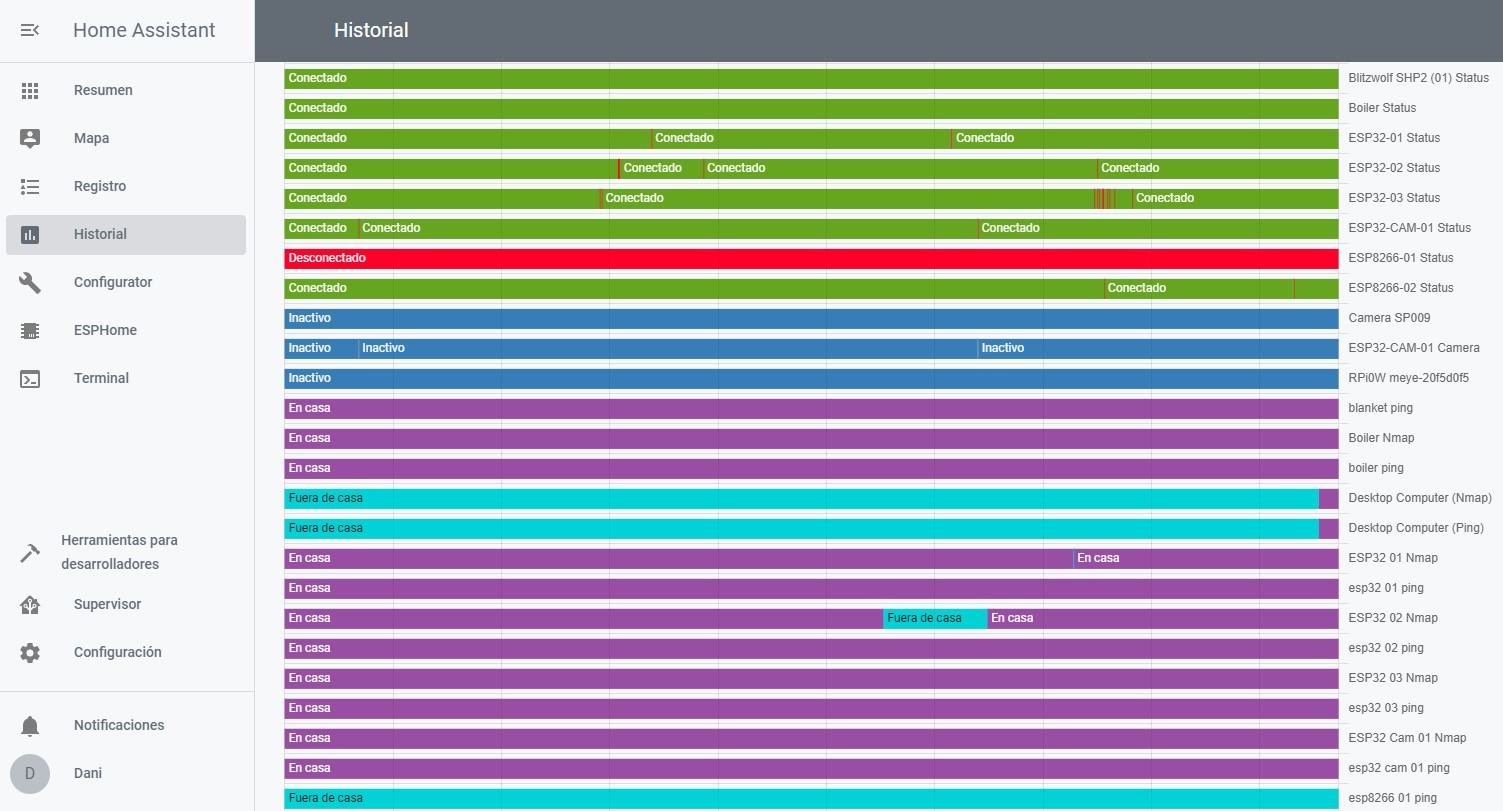 Home Assistant
Historial
Resumen
Mapa
Registro
Historial
Configurator
ESPHome
Terminal
Herramientas para
desarrolladores
Supervisor
Configuración
Notificaciones
D Dani
Conectado Blitzwolf SHP2 (01) Status
Conectado Boiler Status
Conectado Conectado Conectado ESP32-01 Status
Conectado Conectado Conectado Conectado ESP32-02 Status
Conectado Conectado Conectado ESP32-03 Status
Conectado Conectado Conectado ESP32-CAM-01 Status
Desconectado ESP8266-01 Status
Conectado Conectado ESP8266-02 Status
Inactivo Camera SP009
Inactivo Inactivo Inactivo ESP32-CAM-01 Camera
Inactivo RPi0W meye-20f5d0f5
En casa blanket ping
En casa Boiler Nmap
En casa boiler ping
Fuera de casa Desktop Computer (Nmap)
Fuera de casa Desktop Computer (Ping)
En casa En casa ESP32 01 Nmap
En casa esp32 01 ping
En casa Fuera de casa En casa ESP32 02 Nmap
En casa esp32 02 ping
En casa ESP32 03 Nmap
En casa esp32 03 ping
En casa ESP32 Cam 01 Nmap
En casa esp32 cam 01 ping
Fuera de casa esp8266 01 ping